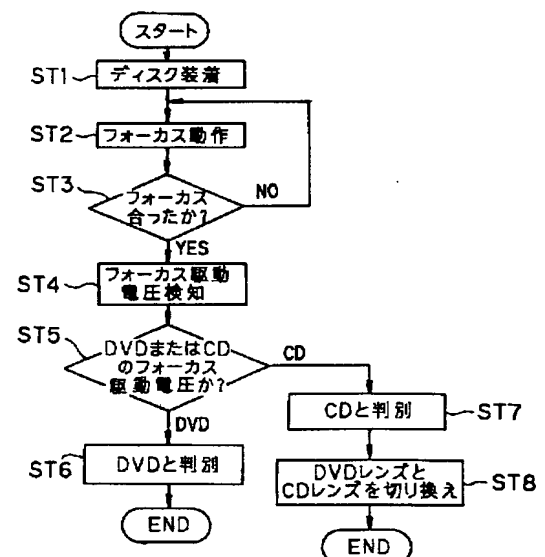 スタート
ST1
ディスク装着
ST2
フォーカス動作
ST3
フォーカス
合ったか?
NO
YES
ST4
フォーカス駆動
電圧検知
ST5
DVDまたはCD
のフォーカス
駆動電圧か?
CD
DVD
CDと判別
ST7
ST6
DVDと判別
DVDレンズと
CDレンズを切り換え
ST8
END
END